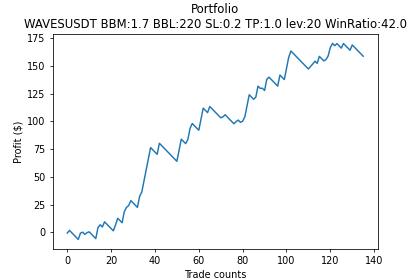 Portfolio
WAVESUSDT BBM:1.7 BBL:220 SL:0.2 TP:1.0 lev:20 WinRatio:42.0
175
150
125
100
75
50
25
0
Profit ($)
0 20 40 60 80 100 120 140
Trade counts